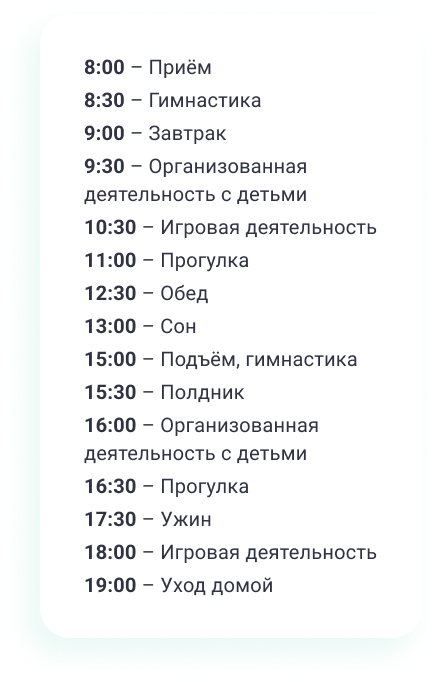 8:00 – Приём
8:30 – Гимнастика
9:00 – Завтрак
9:30 – Организованная
деятельность с детьми
10:30 – Игровая деятельность
11:00 – Прогулка
12:30 – Обед
13:00 – Сон
15:00 – Подъём, гимнастика
15:30 – Полдник
16:00 – Организованная
деятельность с детьми
16:30 – Прогулка
17:30 – Ужин
18:00 – Игровая деятельность
19:00 – Уход домой